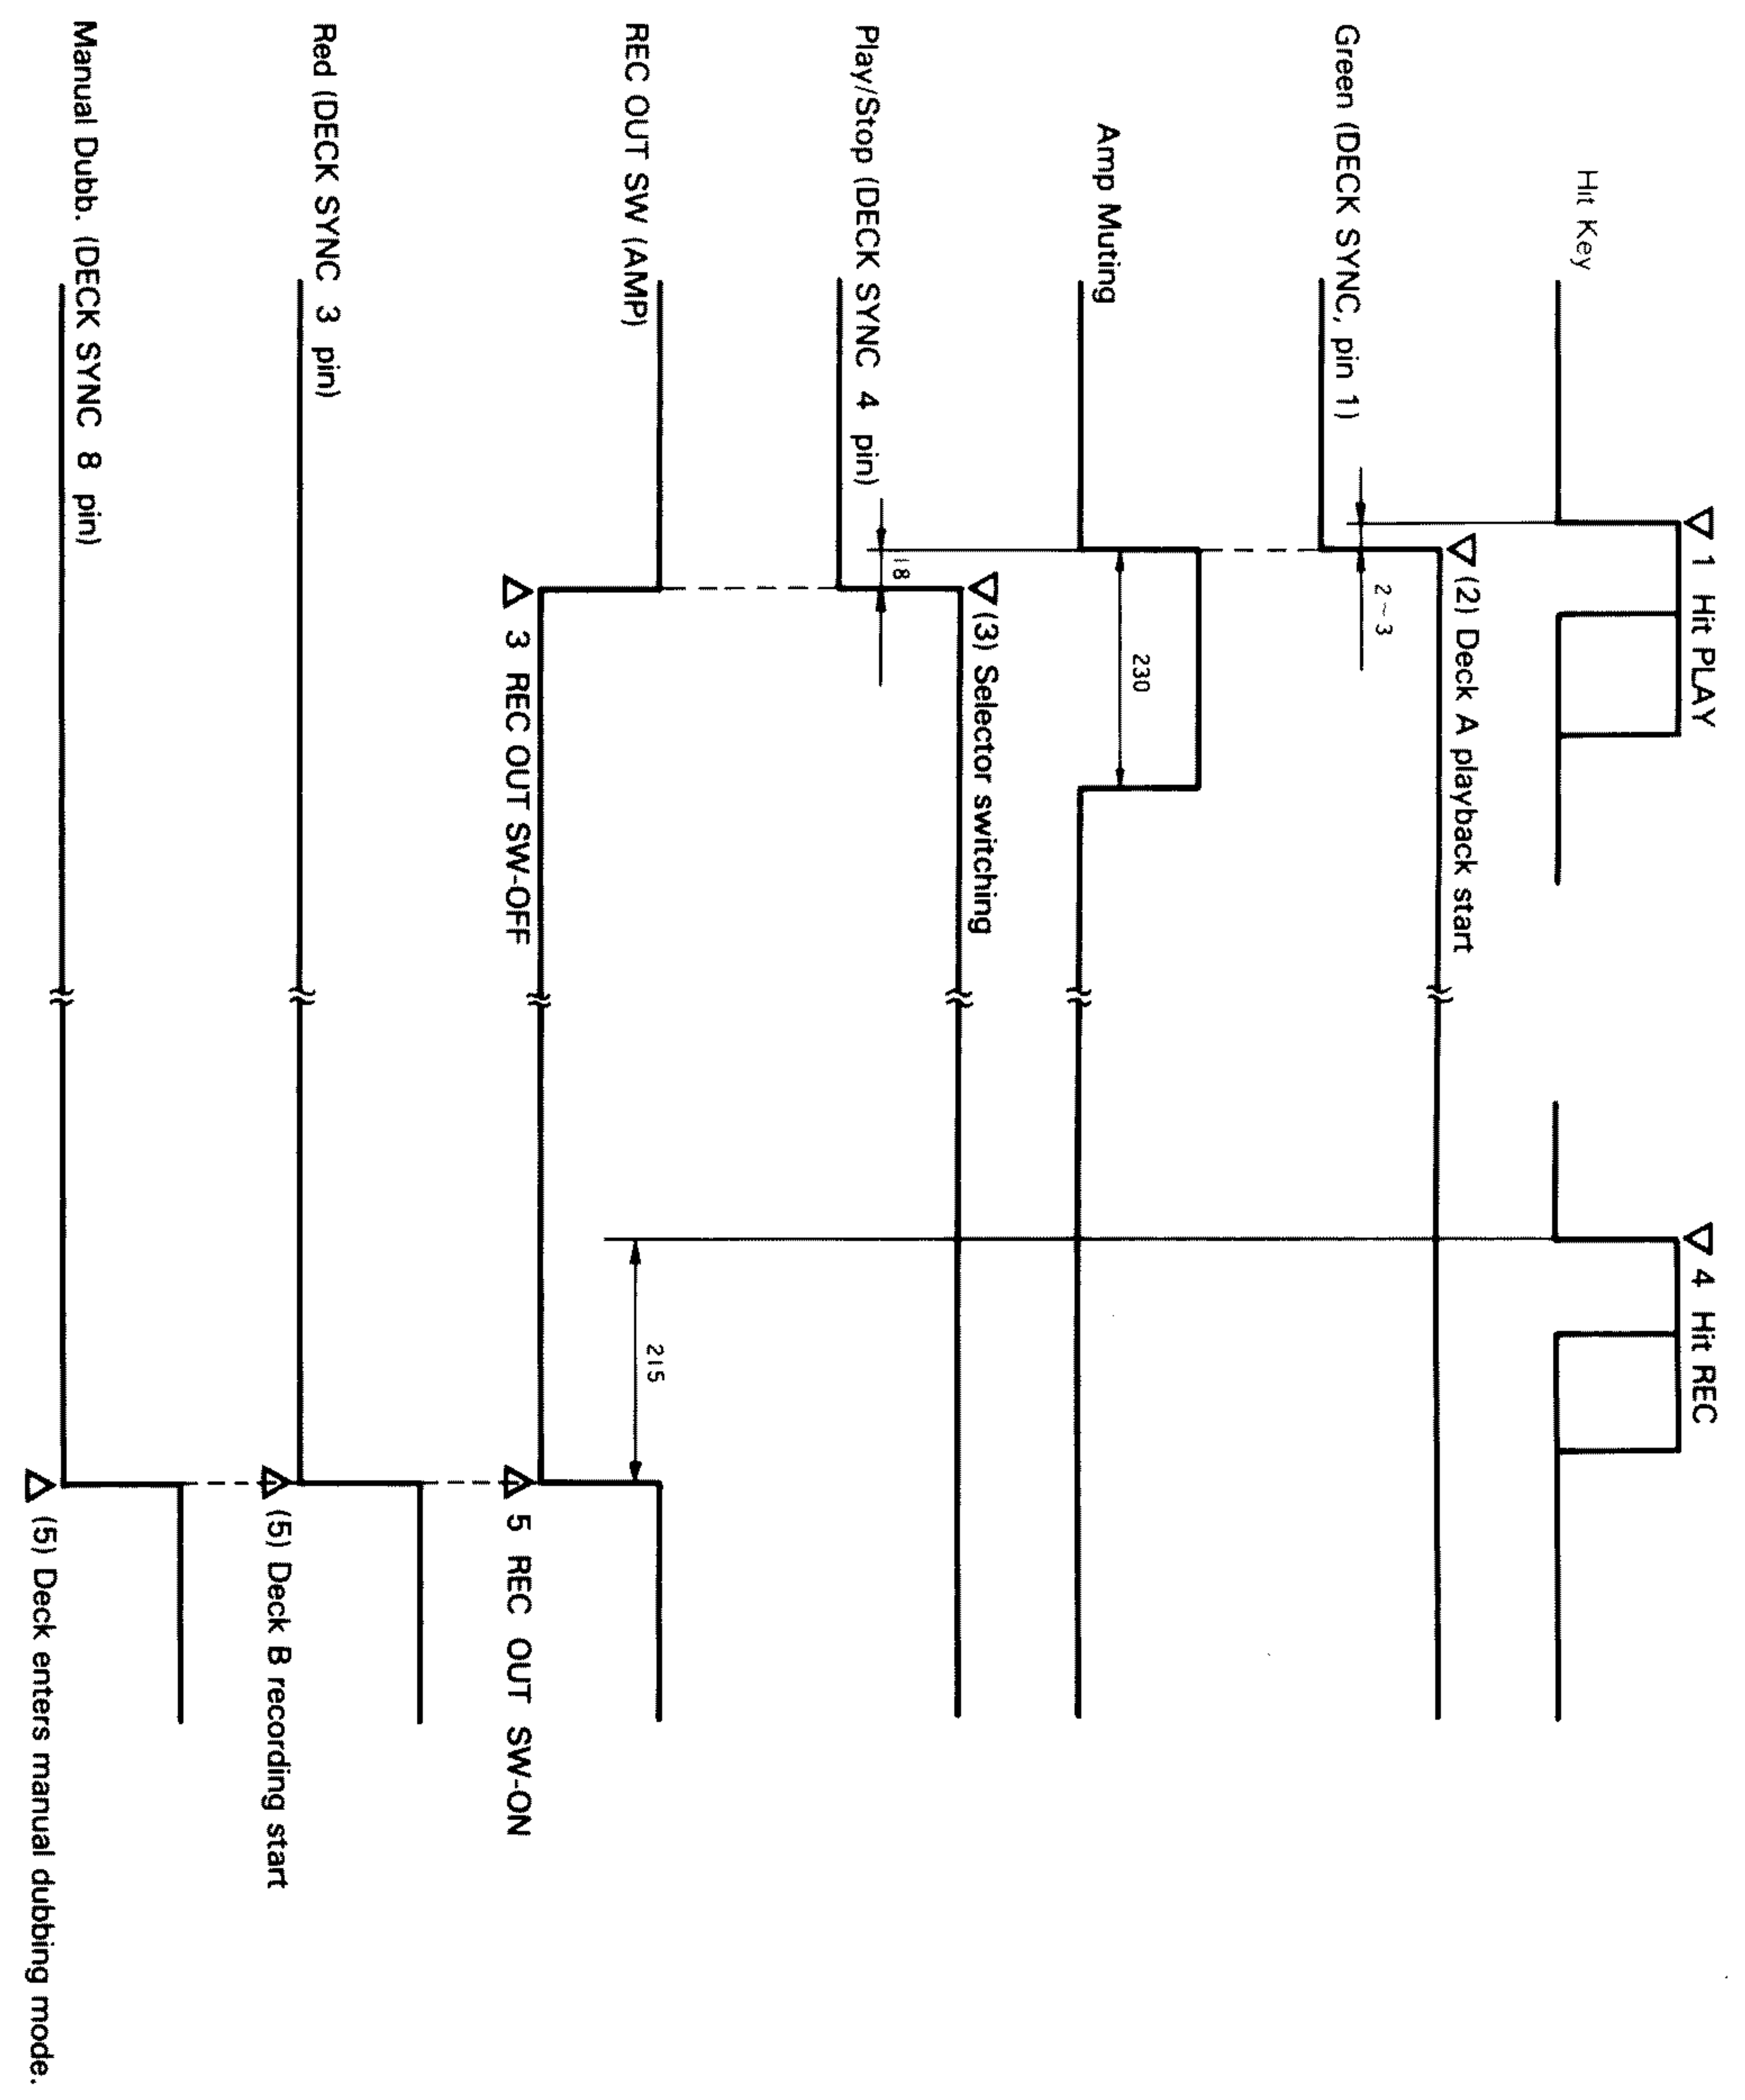 1 Hit PLAY
4 Hit REC
Hit Key
(2) Deck A playback start
Green (DECK SYNC, pin 1)
2~3
Amp Muting
230
(3) Selector switching
Play/Stop (DECK SYNC 4 pin)
18
REC OUT SW (AMP)
215
3 REC OUT SW-OFF
5 REC OUT SW-ON
Red (DECK SYNC 3 pin)
(5) Deck B recording start
Manual Dubb. (DECK SYNC 8 pin)
(5) Deck enters manual dubbing mode.